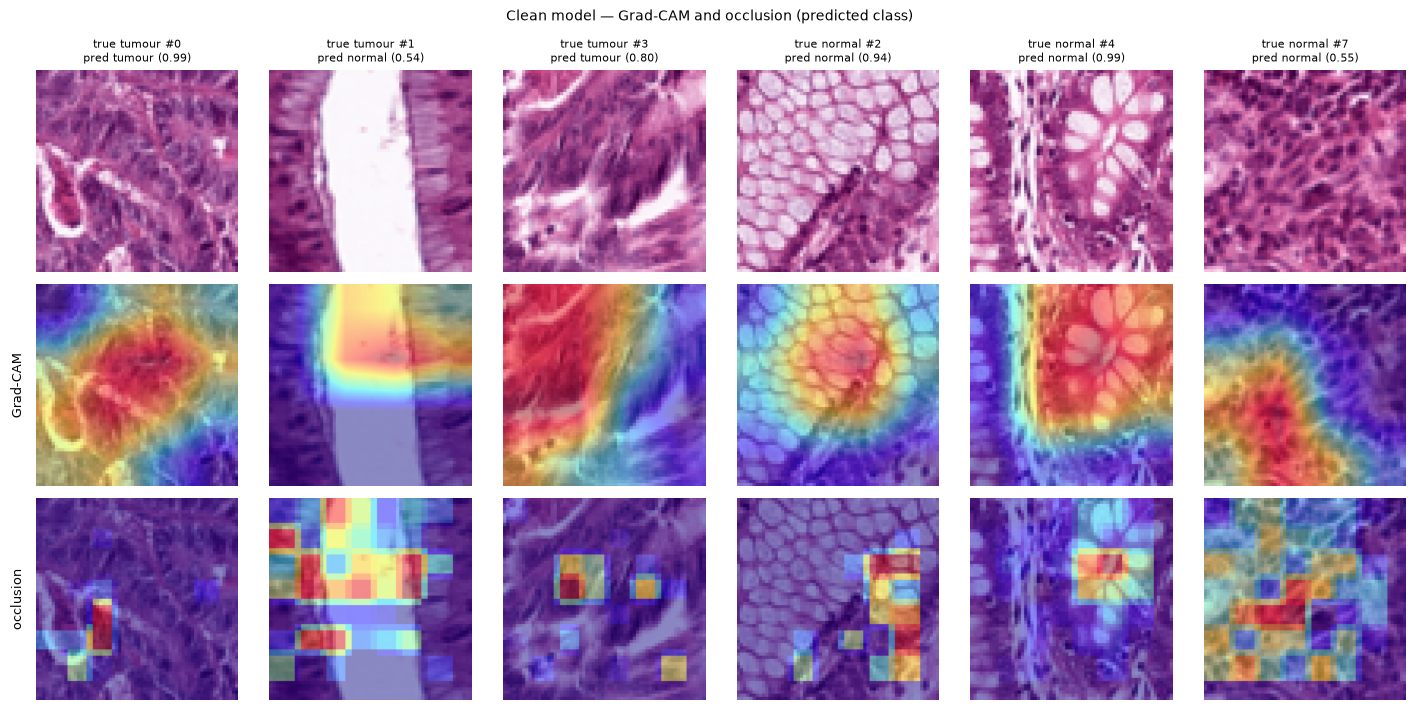 Clean model — Grad-CAM and occlusion (predicted class)
true tumour #0
pred tumour (0.99)
true tumour #1
pred normal (0.54)
true tumour #3
pred tumour (0.80)
true normal #2
pred normal (0.94)
true normal #4
pred normal (0.99)
true normal #7
pred normal (0.55)
Grad-CAM
occlusion